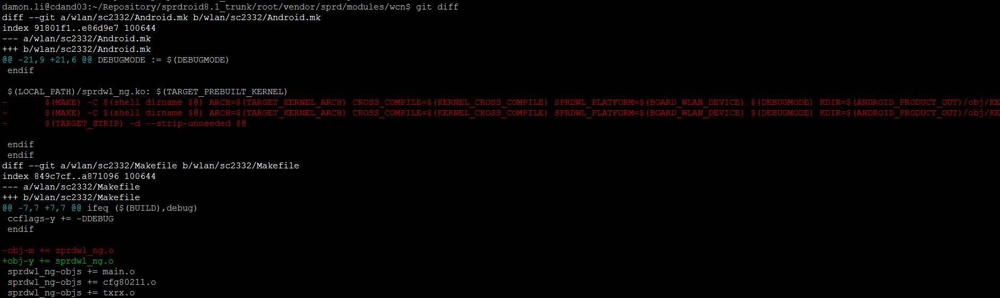 damon.li@cdand03:~/Repository/sprdroid8.1_trunk/root/vendor/sprd/modules/wcn$ git diff
diff --git a/wlan/sc2332/Android.mk b/wlan/sc2332/Android.mk
index 91801f1..e86d9e7 100644
--- a/wlan/sc2332/Android.mk
+++ b/wlan/sc2332/Android.mk
@@ -21,9 +21,6 @@ DEBUGMODE := $(DEBUGMODE)
 endif

 $(LOCAL_PATH)/sprdwl_ng.ko: $(TARGET_PREBUILT_KERNEL)
-       $(MAKE) -C $(shell dirname $@) ARCH=$(TARGET_KERNEL_ARCH) CROSS_COMPILE=$(KERNEL_CROSS_COMPILE) SPRDWL_PLATFORM=$(BOARD_WLAN_DEVICE) $(DEBUGMODE) KDIR=$(ANDROID_PRODUCT_OUT)/obj/KE
-       $(MAKE) -C $(shell dirname $@) ARCH=$(TARGET_KERNEL_ARCH) CROSS_COMPILE=$(KERNEL_CROSS_COMPILE) SPRDWL_PLATFORM=$(BOARD_WLAN_DEVICE) $(DEBUGMODE) KDIR=$(ANDROID_PRODUCT_OUT)/obj/KE
-       $(TARGET_STRIP) -d --strip-unneeded $@

 endif
 endif
diff --git a/wlan/sc2332/Makefile b/wlan/sc2332/Makefile
index 849c7cf..a871096 100644
--- a/wlan/sc2332/Makefile
+++ b/wlan/sc2332/Makefile
@@ -7,7 +7,7 @@ ifeq ($(BUILD),debug)
 ccflags-y += -DDEBUG
 endif

-obj-m += sprdwl_ng.o
+obj-y += sprdwl_ng.o
 sprdwl_ng-objs += main.o
 sprdwl_ng-objs += cfg80211.o
 sprdwl_ng-objs += txrx.o